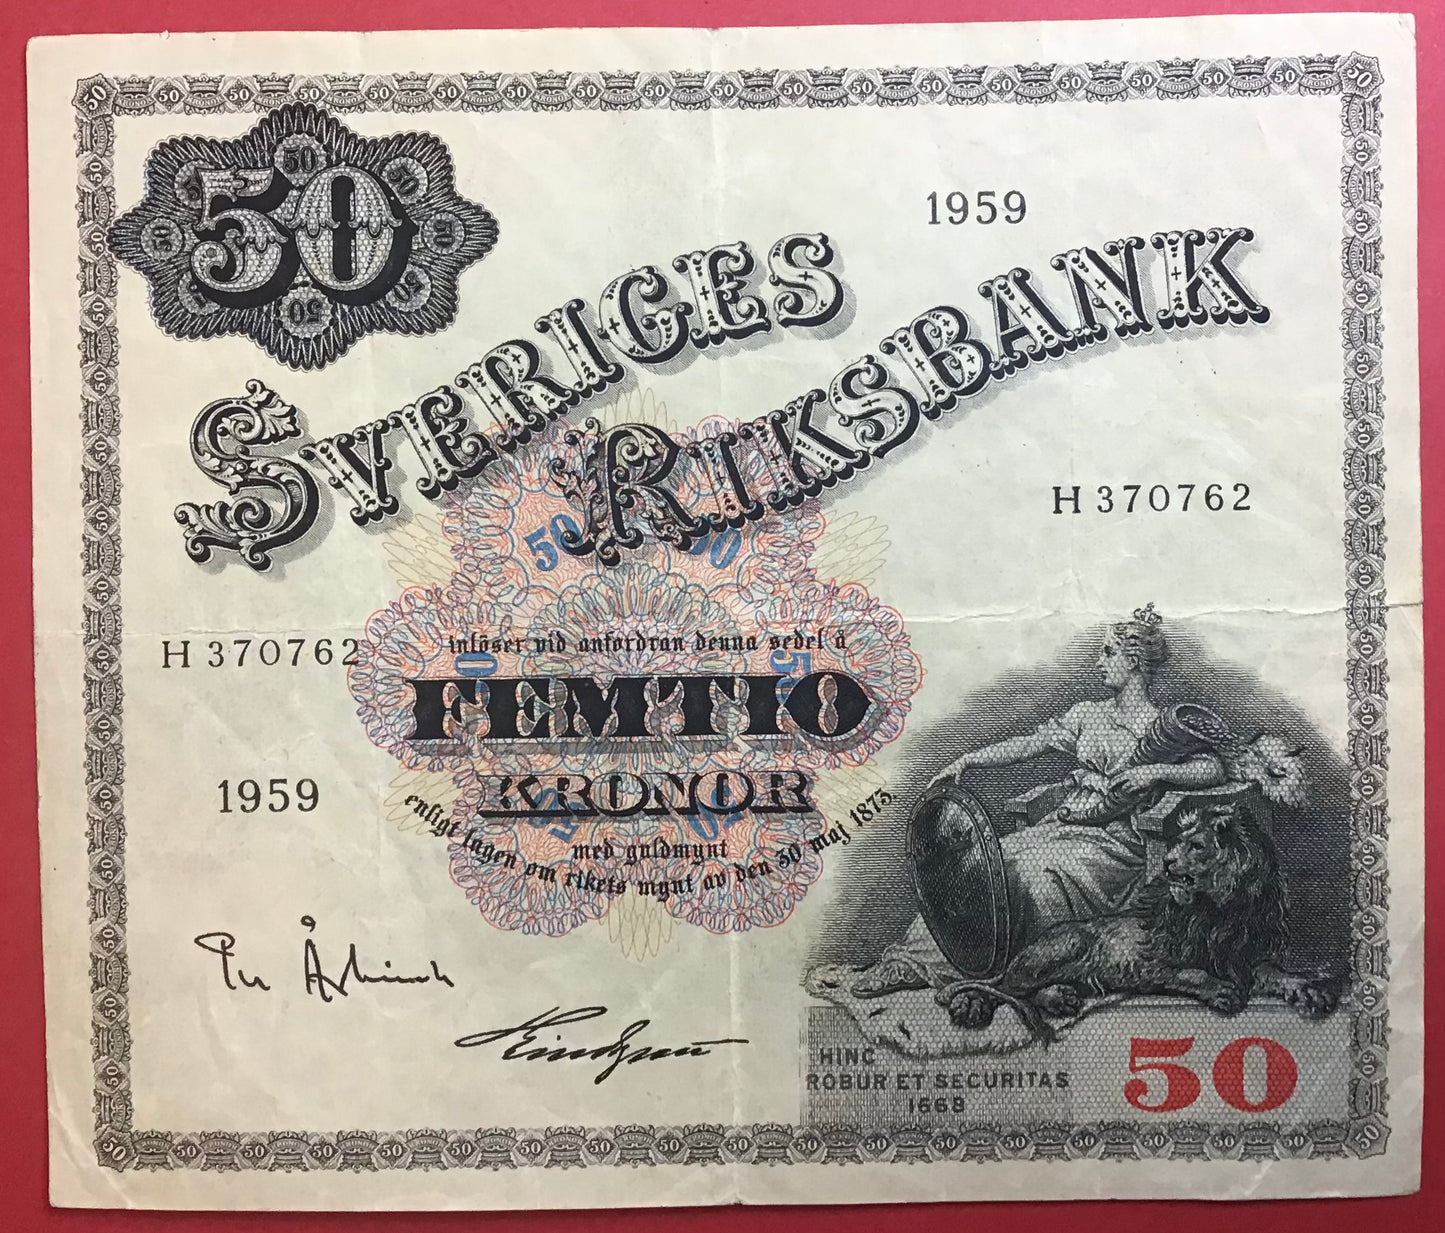 50
1959
SVERIGES
RIKSBANK
H 370762
H 370762
inlöser vid anfordran denna sedel å
FEMTIO
KRONOR
1959
med guldmynt
enligt lagen om rikets mynt av den 30 maj 1873
HINC
ROBUR ET SECURITAS
1668
50